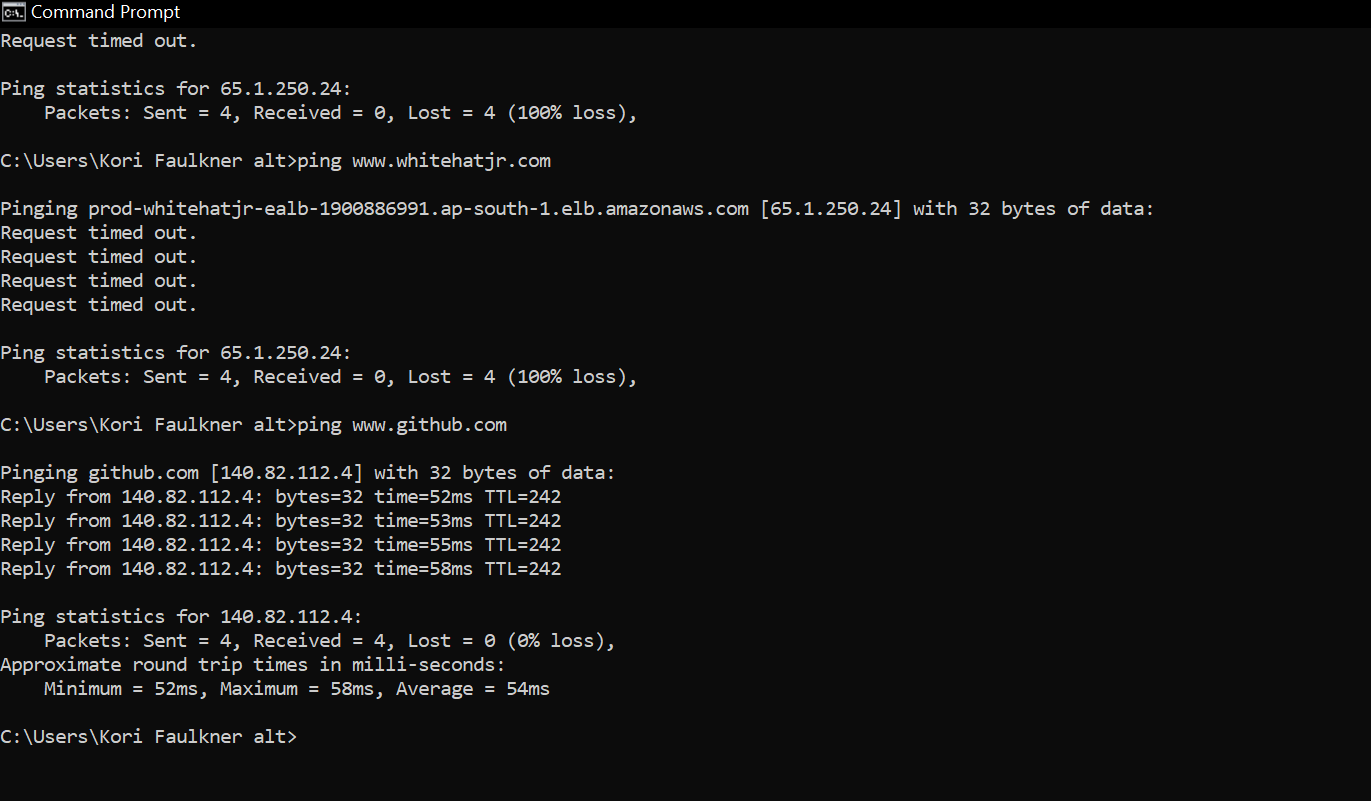 Command Prompt
Request timed out.
Ping statistics for 65.1.250.24:
Packets: Sent = 4, Received = 0, Lost = 4 (100% loss),
C:\Users\Kori Faulkner alt>ping www.whitehatjr.com
Pinging prod-whitehatjr-ealb-1900886991.ap-south-1.elb.amazonaws.com [65.1.250.24] with 32 bytes of data:
Request timed out.
Request timed out.
Request timed out.
Request timed out.
Ping statistics for 65.1.250.24:
Packets: Sent = 4, Received = 0, Lost = 4 (100% loss),
C:\Users\Kori Faulkner alt>ping www.github.com
Pinging github.com [140.82.112.4] with 32 bytes of data:
Reply from 140.82.112.4: bytes=32 time=52ms TTL=242
Reply from 140.82.112.4: bytes=32 time=53ms TTL=242
Reply from 140.82.112.4: bytes=32 time=55ms TTL=242
Reply from 140.82.112.4: bytes=32 time=58ms TTL=242
Ping statistics for 140.82.112.4:
Packets: Sent = 4, Received = 4, Lost = 0 (0% loss),
Approximate round trip times in milli-seconds:
Minimum = 52ms, Maximum = 58ms, Average = 54ms
C:\Users\Kori Faulkner alt>